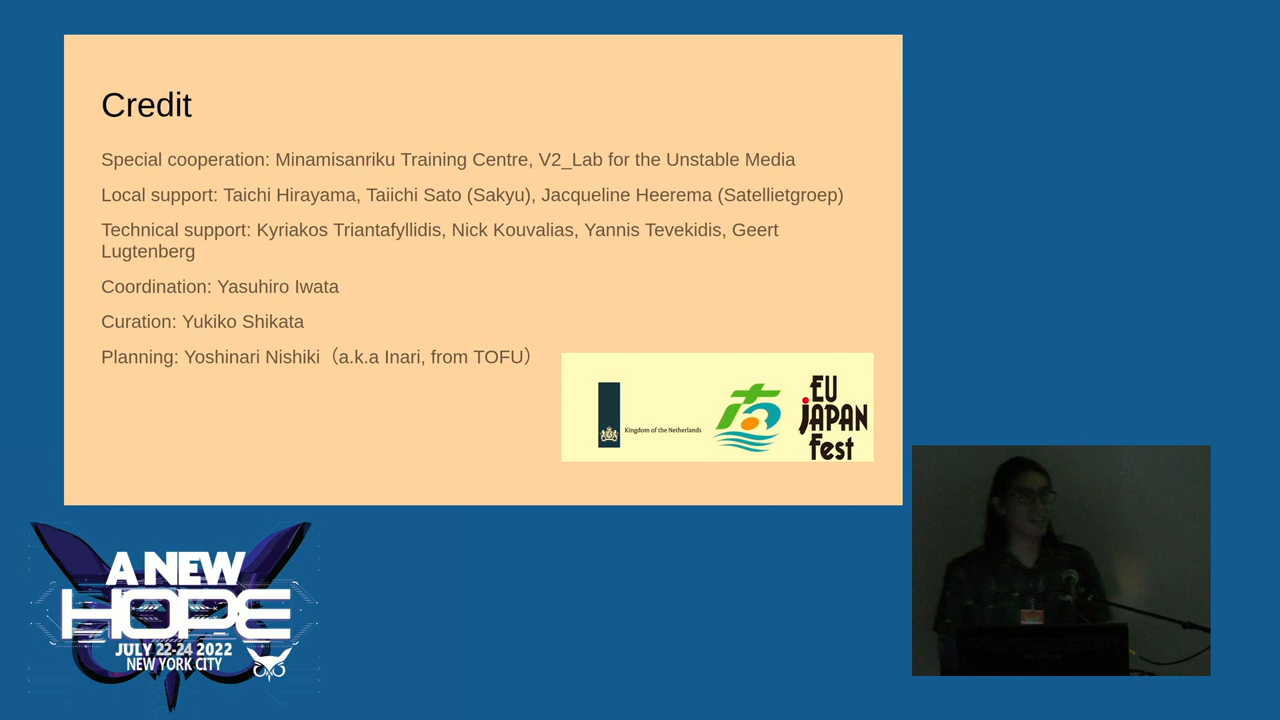 Credit
Special cooperation: Minamisanriku Training Centre, V2_Lab for the Unstable Media
Local support: Taichi Hirayama, Taiichi Sato (Sakyu), Jacqueline Heerema (Satellietgroep)
Technical support: Kyriakos Triantafyllidis, Nick Kouvalias, Yannis Tevekidis, Geert
Lugtenberg
Coordination: Yasuhiro Iwata
Curation: Yukiko Shikata
Planning: Yoshinari Nishiki（a.k.a Inari, from TOFU）
Kingdom of the Netherlands
EU
JAPAN
Fest
A NEW
HOPE
JULY 22-24 2022
NEW YORK CITY